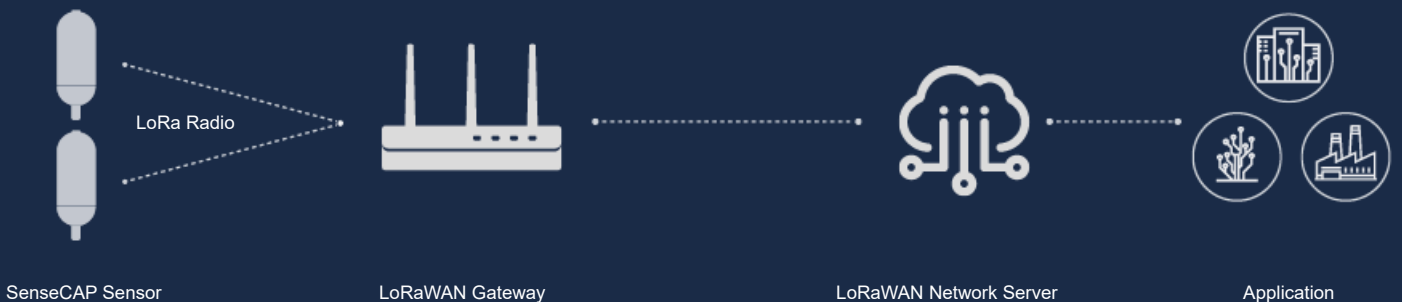 LoRa Radio
SenseCAP Sensor
LoRaWAN Gateway
LoRaWAN Network Server
Application